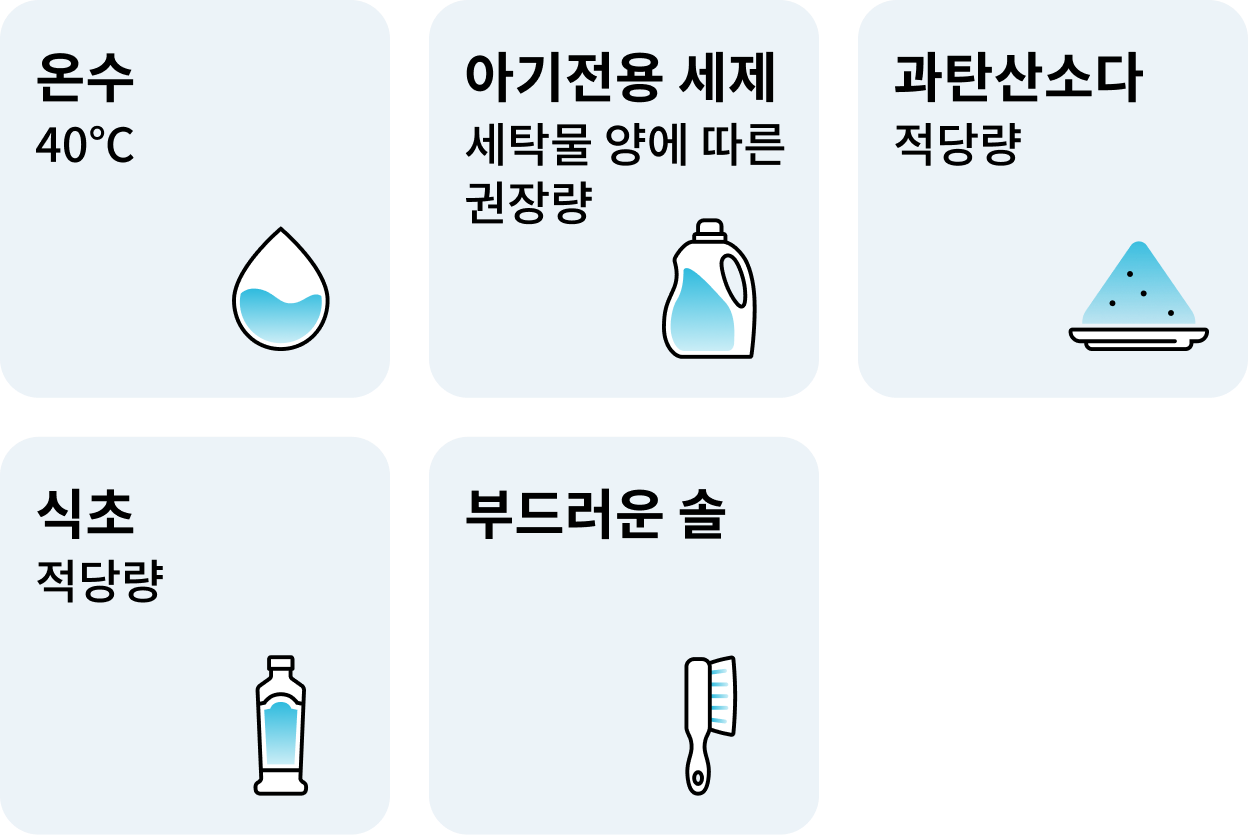 온수
40℃
아기전용 세제
세탁물 양에 따른
권장량
과탄산소다
적당량
식초
적당량
부드러운 솔